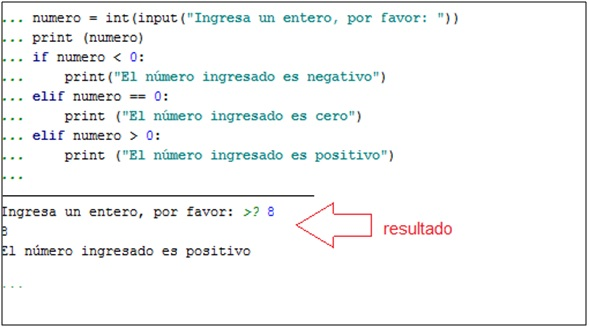 ... numero = int(input("Ingresa un entero, por favor: "))
... print (numero)
... if numero < 0:
...     print("El número ingresado es negativo")
... elif numero == 0:
...     print ("El número ingresado es cero")
... elif numero > 0:
...     print ("El número ingresado es positivo")
...
Ingresa un entero, por favor: >? 8
8
resultado
El número ingresado es positivo
...